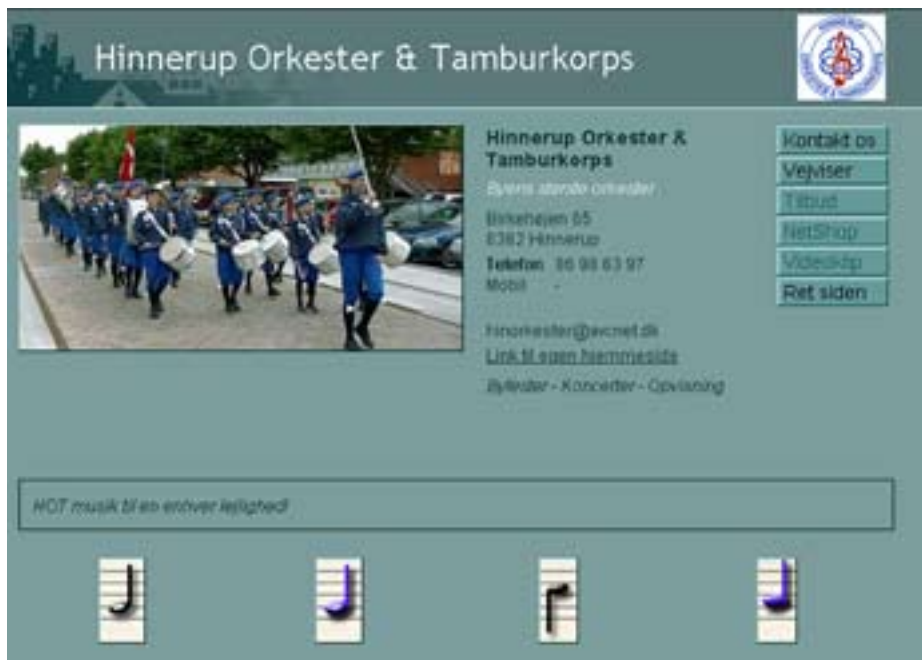 Hinnerup Orkester & Tamburkorps
HINNERUP
Hinnerup Orkester &
Tamburkorps
Byens største orkester
Birkehøjen 65
8382 Hinnerup
Telefon 86 98 63 97
Mobil -
hinorkester@avcnet.dk
Link til egen hjemmeside
Byfester - Koncerter - Opvisning
Kontakt os
Vejviser
Tilbud
NetShop
Videoklip
Ret siden
HOT musik til en enhver lejlighed!